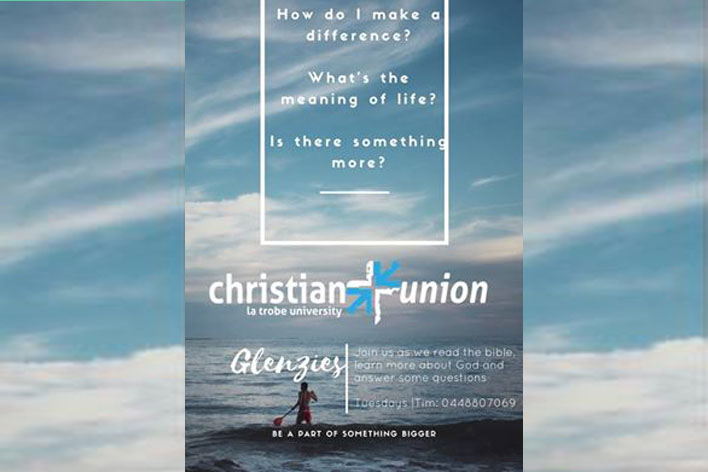 How do I make a
difference?
What's the
meaning of life?
Is there something
more?
christian union
la trobe university
Glenzies
Join us as we read the bible,
learn more about God and
answer some questions
Tuesdays |Tim: 0448807069
BE A PART OF SOMETHING BIGGER